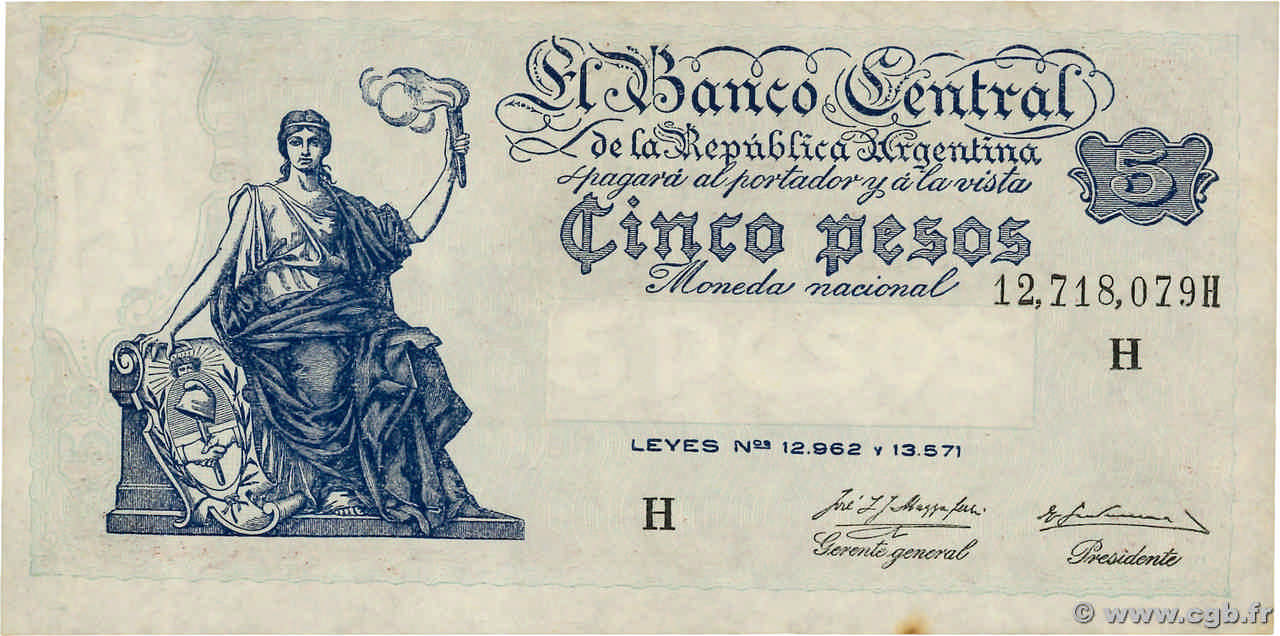 El Banco Central
de la República Argentina
pagará al portador y á la vista
5
Cinco pesos
Moneda nacional
12,718,079H
H
LEYES Nos 12.962 y 13.571
H
José L. J.
Gerente general
Presidente
© www.cgb.fr